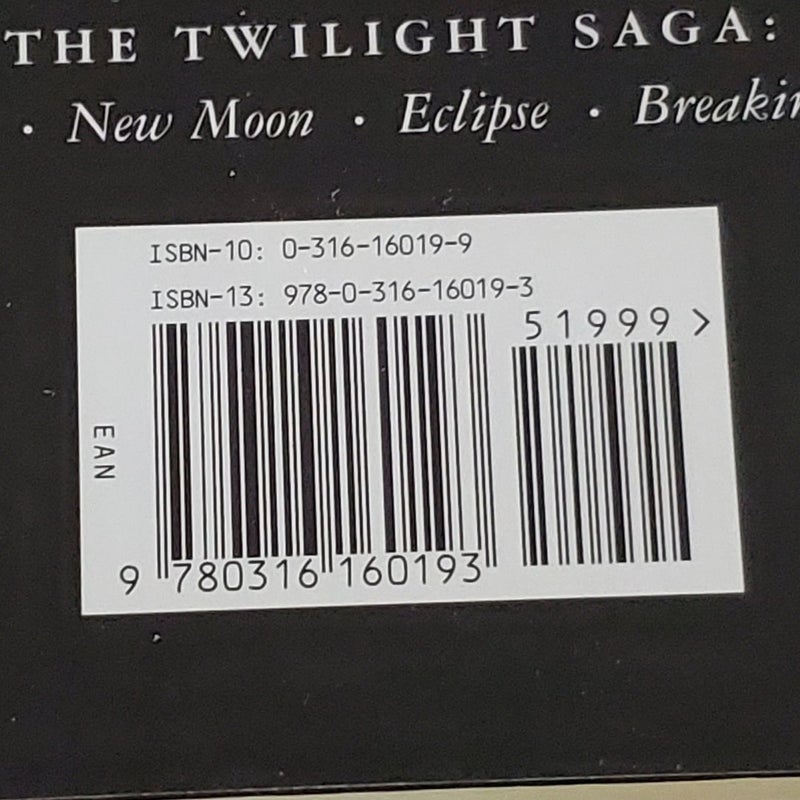 THE TWILIGHT SAGA:
· New Moon · Eclipse ·
ISBN-10: 0-316-16019-9
ISBN-13: 978-0-316-16019-3
51999 >
EAN
9 780316 160193